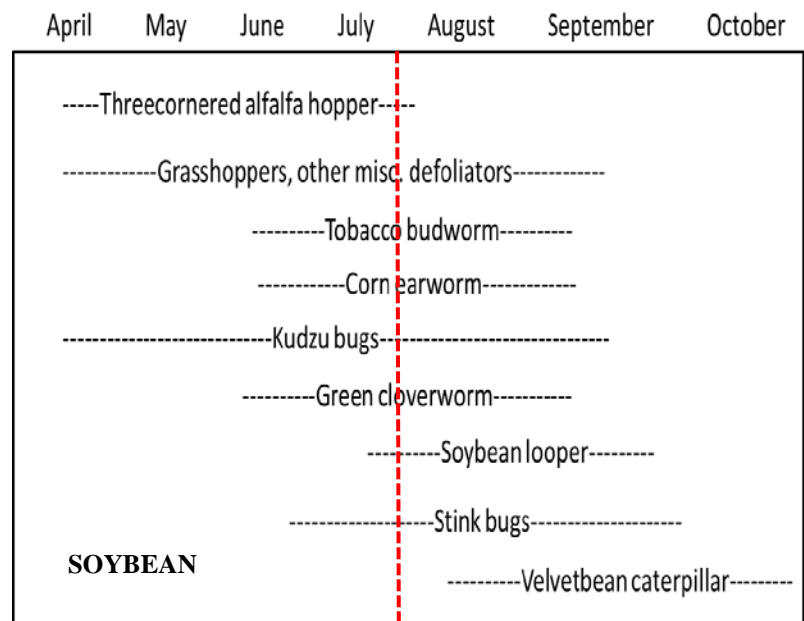 April May June July August September October
-----Threecornered alfalfa hopper-----
-------------Grasshoppers, other misc. defoliators-------------
----------Tobacco budworm----------
------------Corn earworm-------------
-----------------------------Kudzu bugs--------------------------------
----------Green cloverworm-----------
----------Soybean looper---------
--------------------Stink bugs---------------------
SOYBEAN
----------Velvetbean caterpillar---------